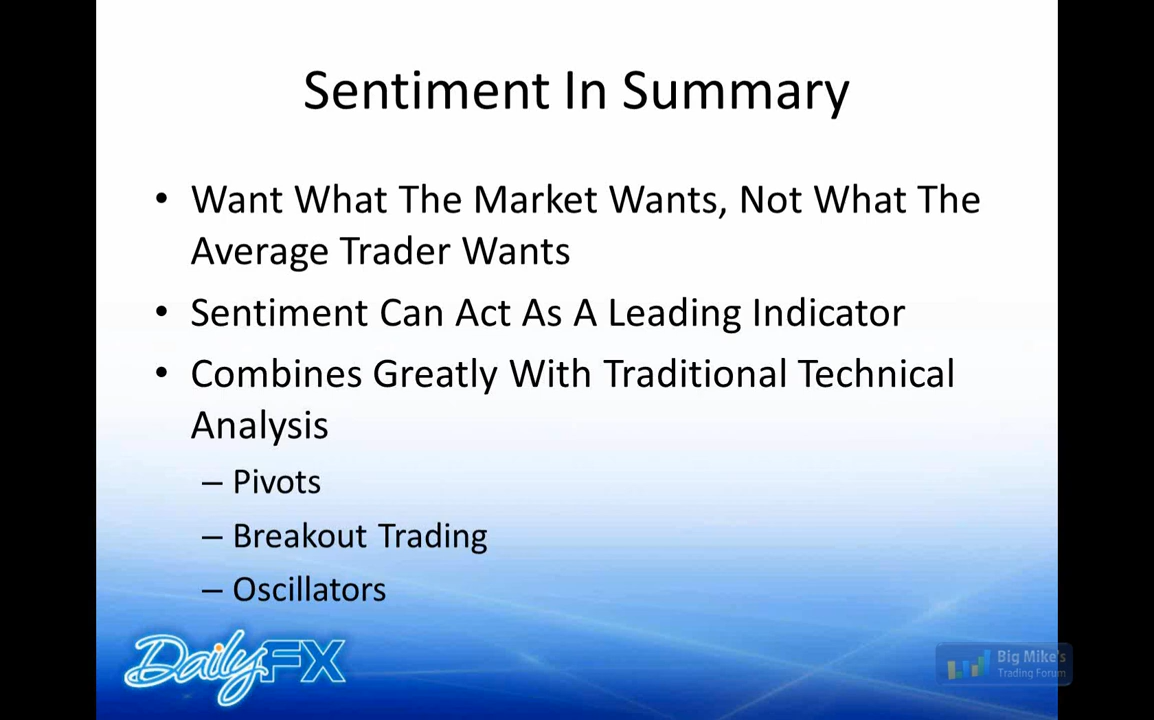 Sentiment In Summary
• Want What The Market Wants, Not What The
Average Trader Wants
• Sentiment Can Act As A Leading Indicator
• Combines Greatly With Traditional Technical
Analysis
– Pivots
– Breakout Trading
– Oscillators
DailyFX
Big Mike's
Trading Forum